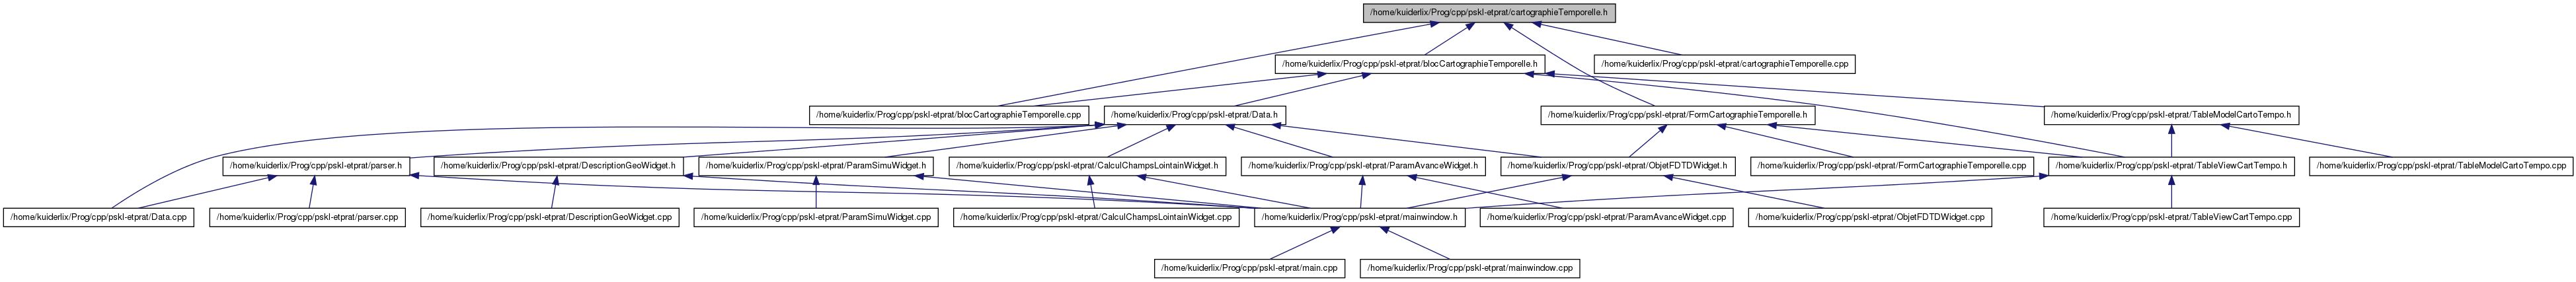 /home/kuiderlix/Prog/cpp/pskl-etprat/cartographieTemporelle.h
/home/kuiderlix/Prog/cpp/pskl-etprat/blocCartographieTemporelle.h
/home/kuiderlix/Prog/cpp/pskl-etprat/cartographieTemporelle.cpp
/home/kuiderlix/Prog/cpp/pskl-etprat/blocCartographieTemporelle.cpp
/home/kuiderlix/Prog/cpp/pskl-etprat/Data.h
/home/kuiderlix/Prog/cpp/pskl-etprat/FormCartographieTemporelle.h
/home/kuiderlix/Prog/cpp/pskl-etprat/TableModelCartoTempo.h
/home/kuiderlix/Prog/cpp/pskl-etprat/parser.h
/home/kuiderlix/Prog/cpp/pskl-etprat/DescriptionGeoWidget.h
/home/kuiderlix/Prog/cpp/pskl-etprat/ParamSimuWidget.h
/home/kuiderlix/Prog/cpp/pskl-etprat/CalculChampsLointainWidget.h
/home/kuiderlix/Prog/cpp/pskl-etprat/ParamAvanceWidget.h
/home/kuiderlix/Prog/cpp/pskl-etprat/ObjetFDTDWidget.h
/home/kuiderlix/Prog/cpp/pskl-etprat/FormCartographieTemporelle.cpp
/home/kuiderlix/Prog/cpp/pskl-etprat/TableViewCartTempo.h
/home/kuiderlix/Prog/cpp/pskl-etprat/TableModelCartoTempo.cpp
/home/kuiderlix/Prog/cpp/pskl-etprat/Data.cpp
/home/kuiderlix/Prog/cpp/pskl-etprat/parser.cpp
/home/kuiderlix/Prog/cpp/pskl-etprat/DescriptionGeoWidget.cpp
/home/kuiderlix/Prog/cpp/pskl-etprat/ParamSimuWidget.cpp
/home/kuiderlix/Prog/cpp/pskl-etprat/CalculChampsLointainWidget.cpp
/home/kuiderlix/Prog/cpp/pskl-etprat/mainwindow.h
/home/kuiderlix/Prog/cpp/pskl-etprat/ParamAvanceWidget.cpp
/home/kuiderlix/Prog/cpp/pskl-etprat/ObjetFDTDWidget.cpp
/home/kuiderlix/Prog/cpp/pskl-etprat/TableViewCartTempo.cpp
/home/kuiderlix/Prog/cpp/pskl-etprat/main.cpp
/home/kuiderlix/Prog/cpp/pskl-etprat/mainwindow.cpp